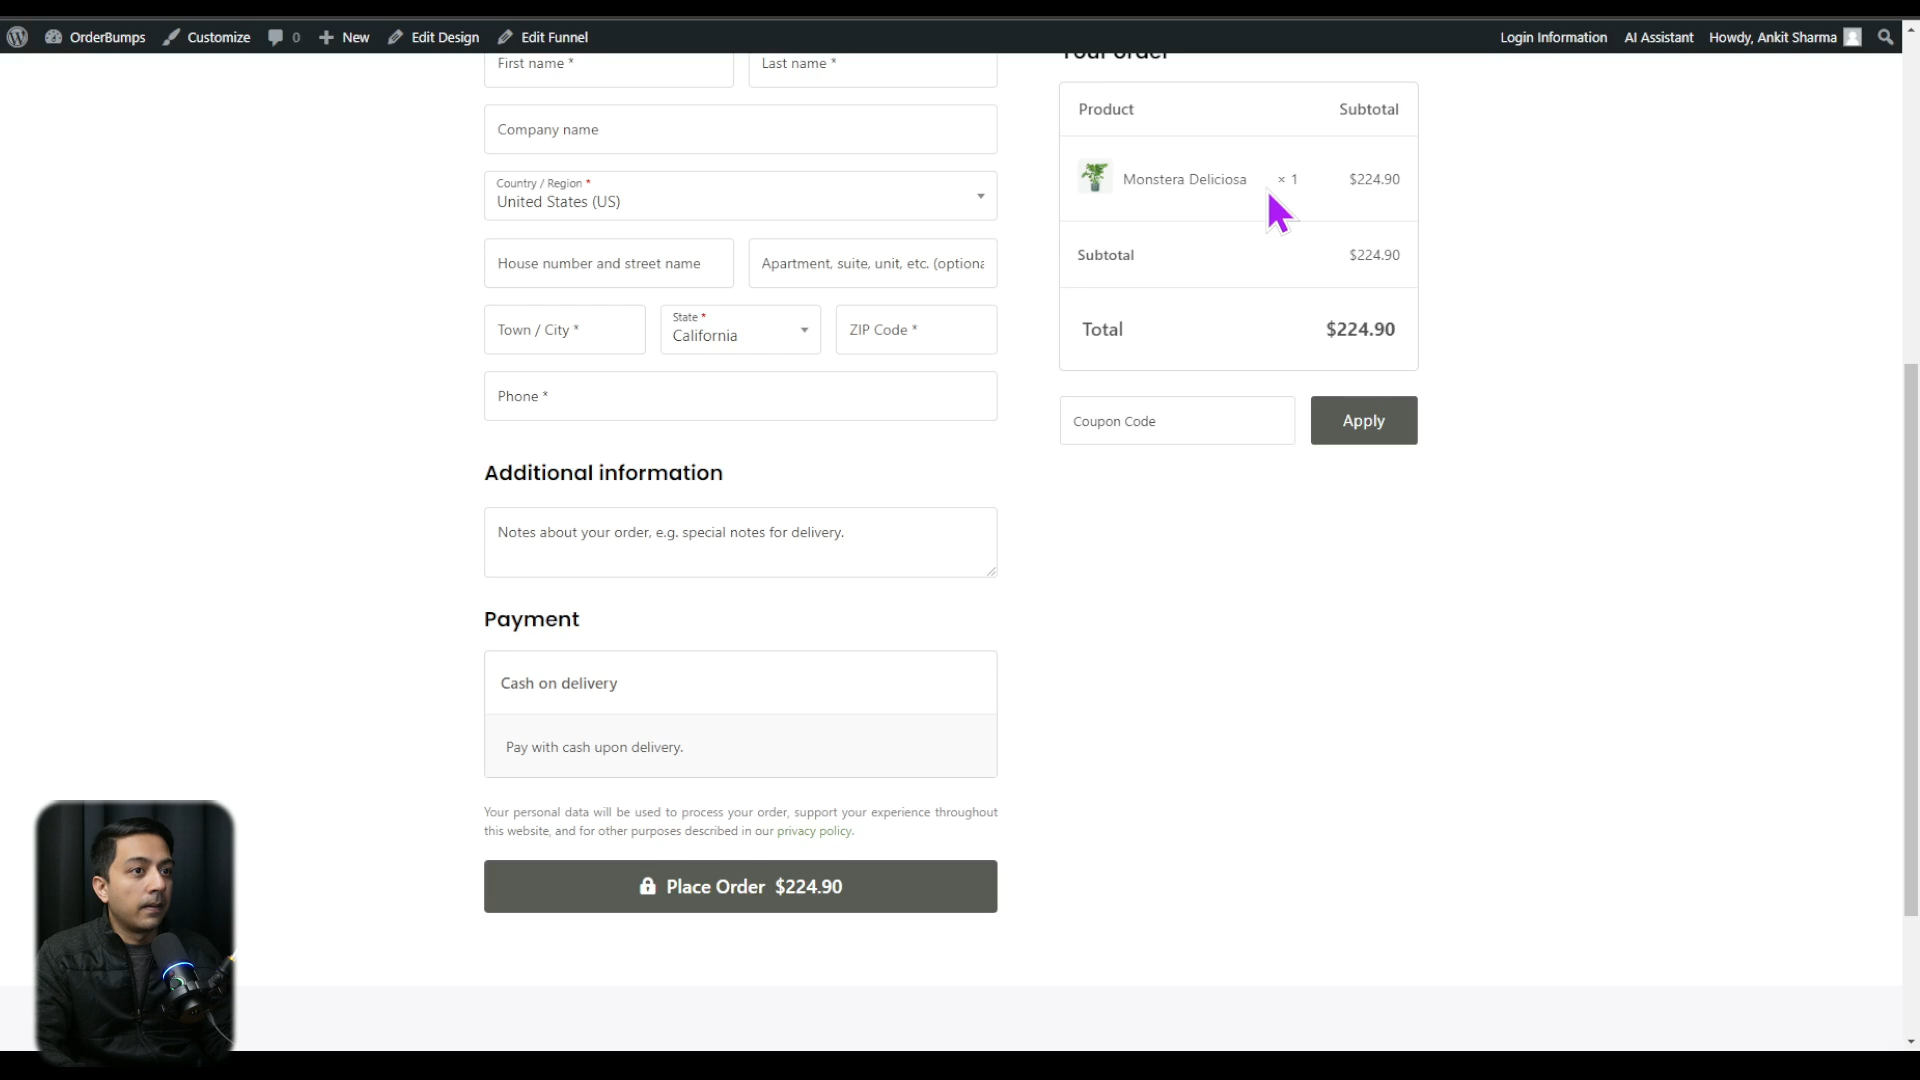 OrderBumps Customize 0 New Edit Design Edit Funnel Login Information AI Assistant Howdy, Ankit Sharma
First name * Last name *
Company name
Country / Region *
United States (US)
House number and street name Apartment, suite, unit, etc. (optiona
Town / City * State * California ZIP Code *
Phone *
Additional information
Notes about your order, e.g. special notes for delivery.
Payment
Cash on delivery
Pay with cash upon delivery.
Your personal data will be used to process your order, support your experience throughout
this website, and for other purposes described in our privacy policy.
Place Order $224.90
Your order
Product Subtotal
Monstera Deliciosa × 1 $224.90
Subtotal $224.90
Total $224.90
Coupon Code Apply